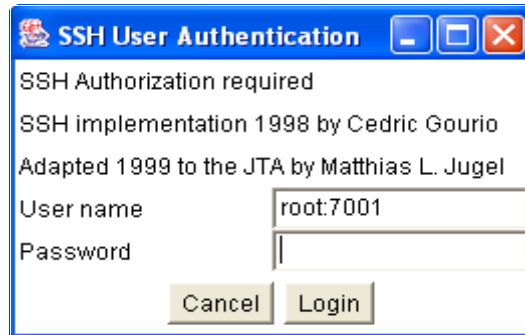 SSH User Authentication
SSH Authorization required
SSH implementation 1998 by Cedric Gourio
Adapted 1999 to the JTA by Matthias L. Jugel
User name root:7001
Password
Cancel Login